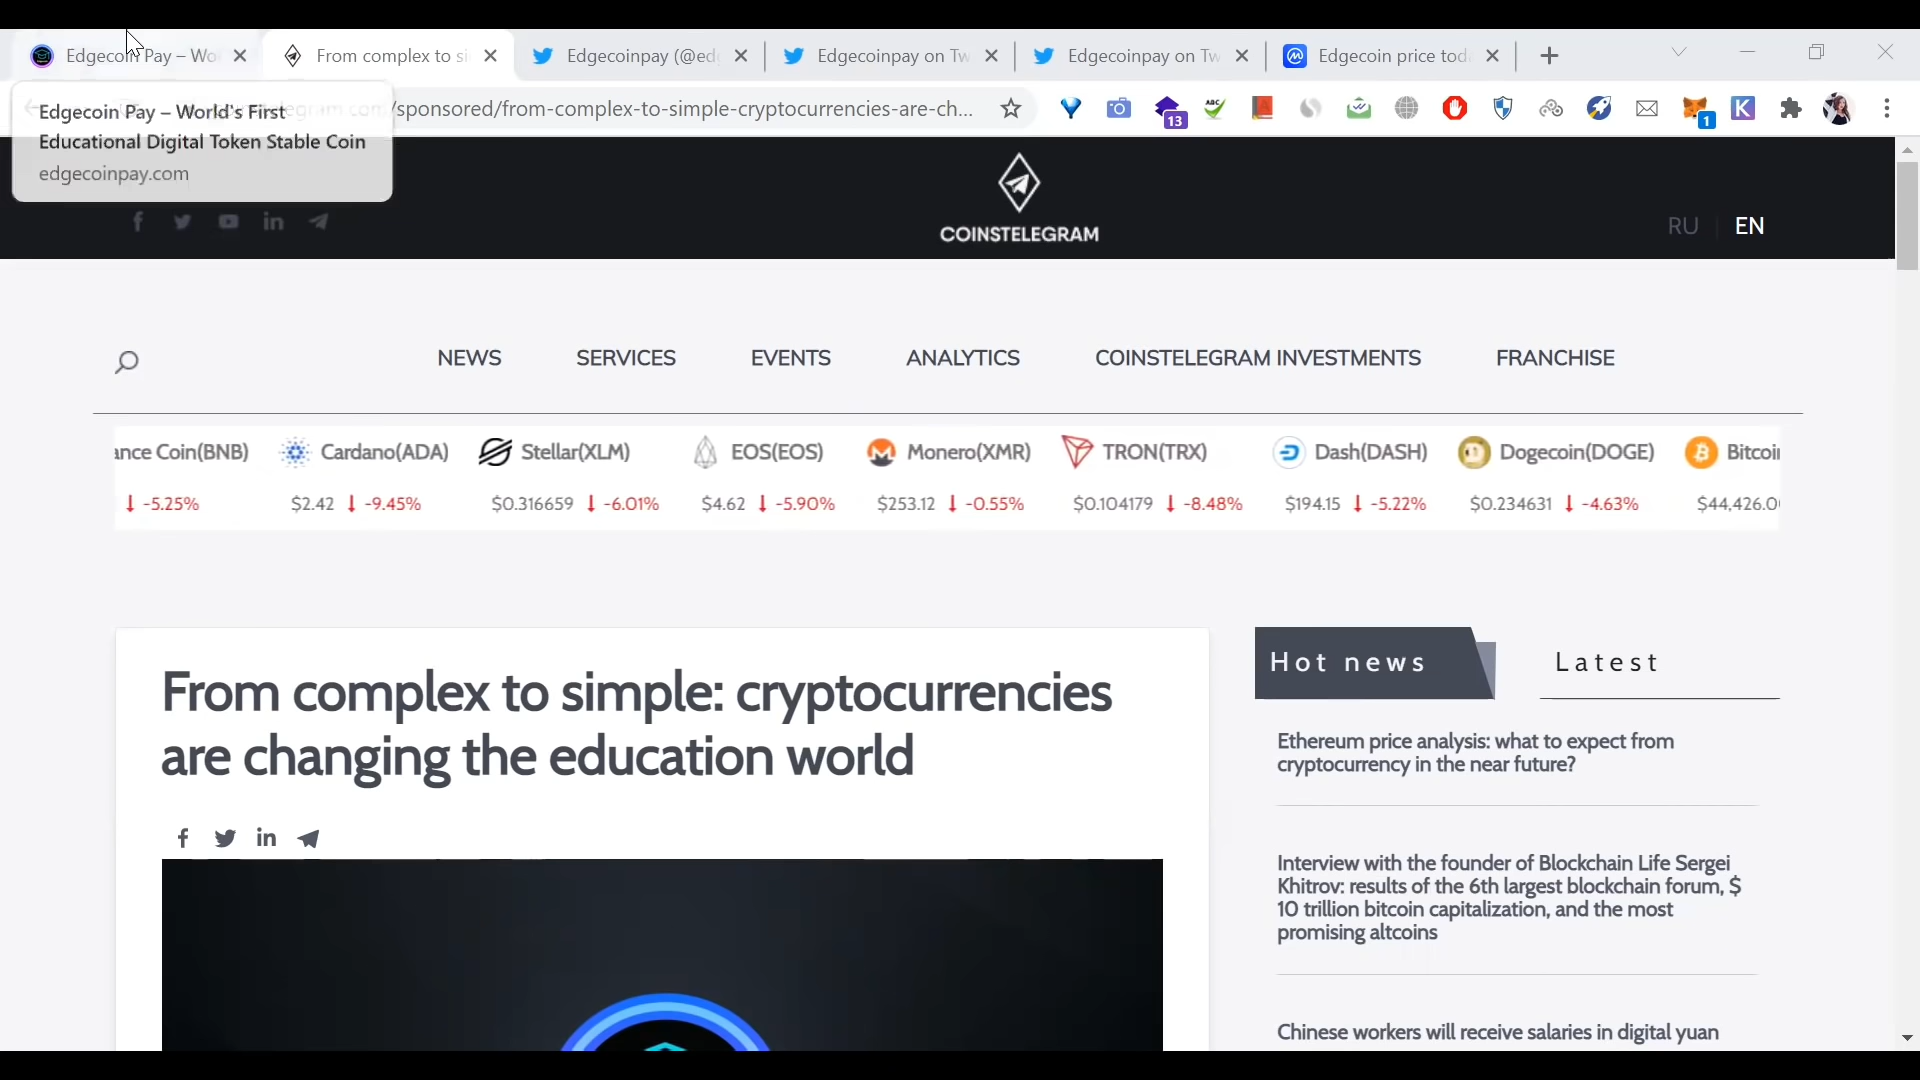 Edgecoin Pay – Wo
From complex to si
Edgecoinpay (@ed
Edgecoinpay on Tw
Edgecoinpay on Tw
Edgecoin price tod
/sponsored/from-complex-to-simple-cryptocurrencies-are-ch...
13
ABC
1
K
Edgecoin Pay – World's First
Educational Digital Token Stable Coin
edgecoinpay.com
COINSTELEGRAM
RU
EN
NEWS
SERVICES
EVENTS
ANALYTICS
COINSTELEGRAM INVESTMENTS
FRANCHISE
ance Coin(BNB)
Cardano(ADA)
Stellar(XLM)
EOS(EOS)
Monero(XMR)
TRON(TRX)
Dash(DASH)
Dogecoin(DOGE)
Bitcoi
-5.25%
$2.42 -9.45%
$0.316659 -6.01%
$4.62 -5.90%
$253.12 -0.55%
$0.104179 -8.48%
$194.15 -5.22%
$0.234631 -4.63%
$44,426.0
From complex to simple: cryptocurrencies
are changing the education world
Hot news
Latest
Ethereum price analysis: what to expect from
cryptocurrency in the near future?
Interview with the founder of Blockchain Life Sergei
Khitrov: results of the 6th largest blockchain forum, $
10 trillion bitcoin capitalization, and the most
promising altcoins
Chinese workers will receive salaries in digital yuan